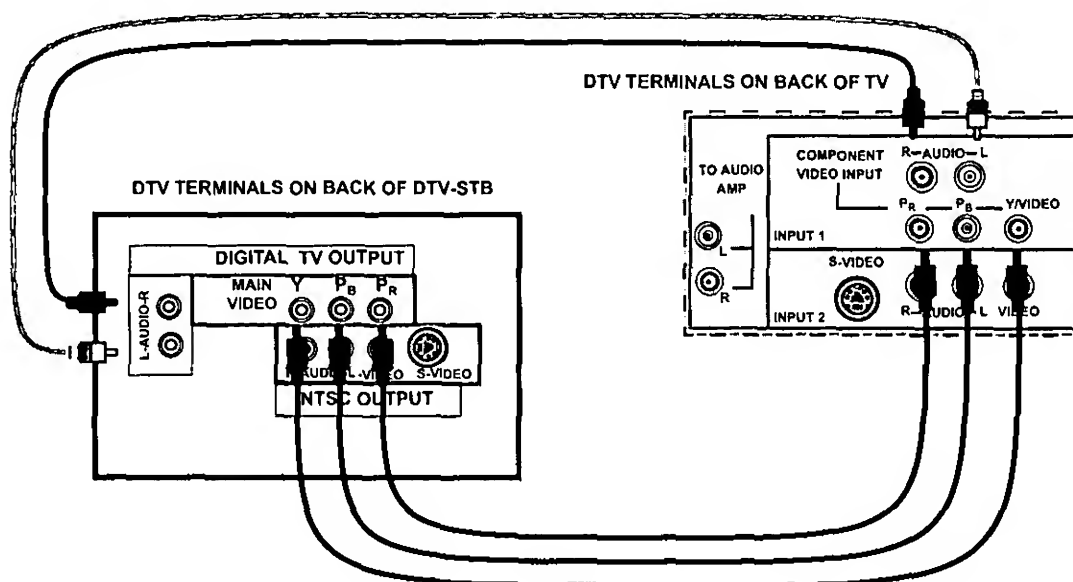 DTV TERMINALS ON BACK OF TV
TO AUDIO
AMP
L
R
COMPONENT
VIDEO INPUT
R-AUDIO-L
PR
PB
Y/VIDEO
INPUT 1
S-VIDEO
R-AUDIO-L
VIDEO
INPUT 2
DTV TERMINALS ON BACK OF DTV-STB
DIGITAL TV OUTPUT
MAIN
VIDEO
Y
PB
PR
L-AUDIO-R
L
-VIDEO
S-VIDEO
NTSC OUTPUT